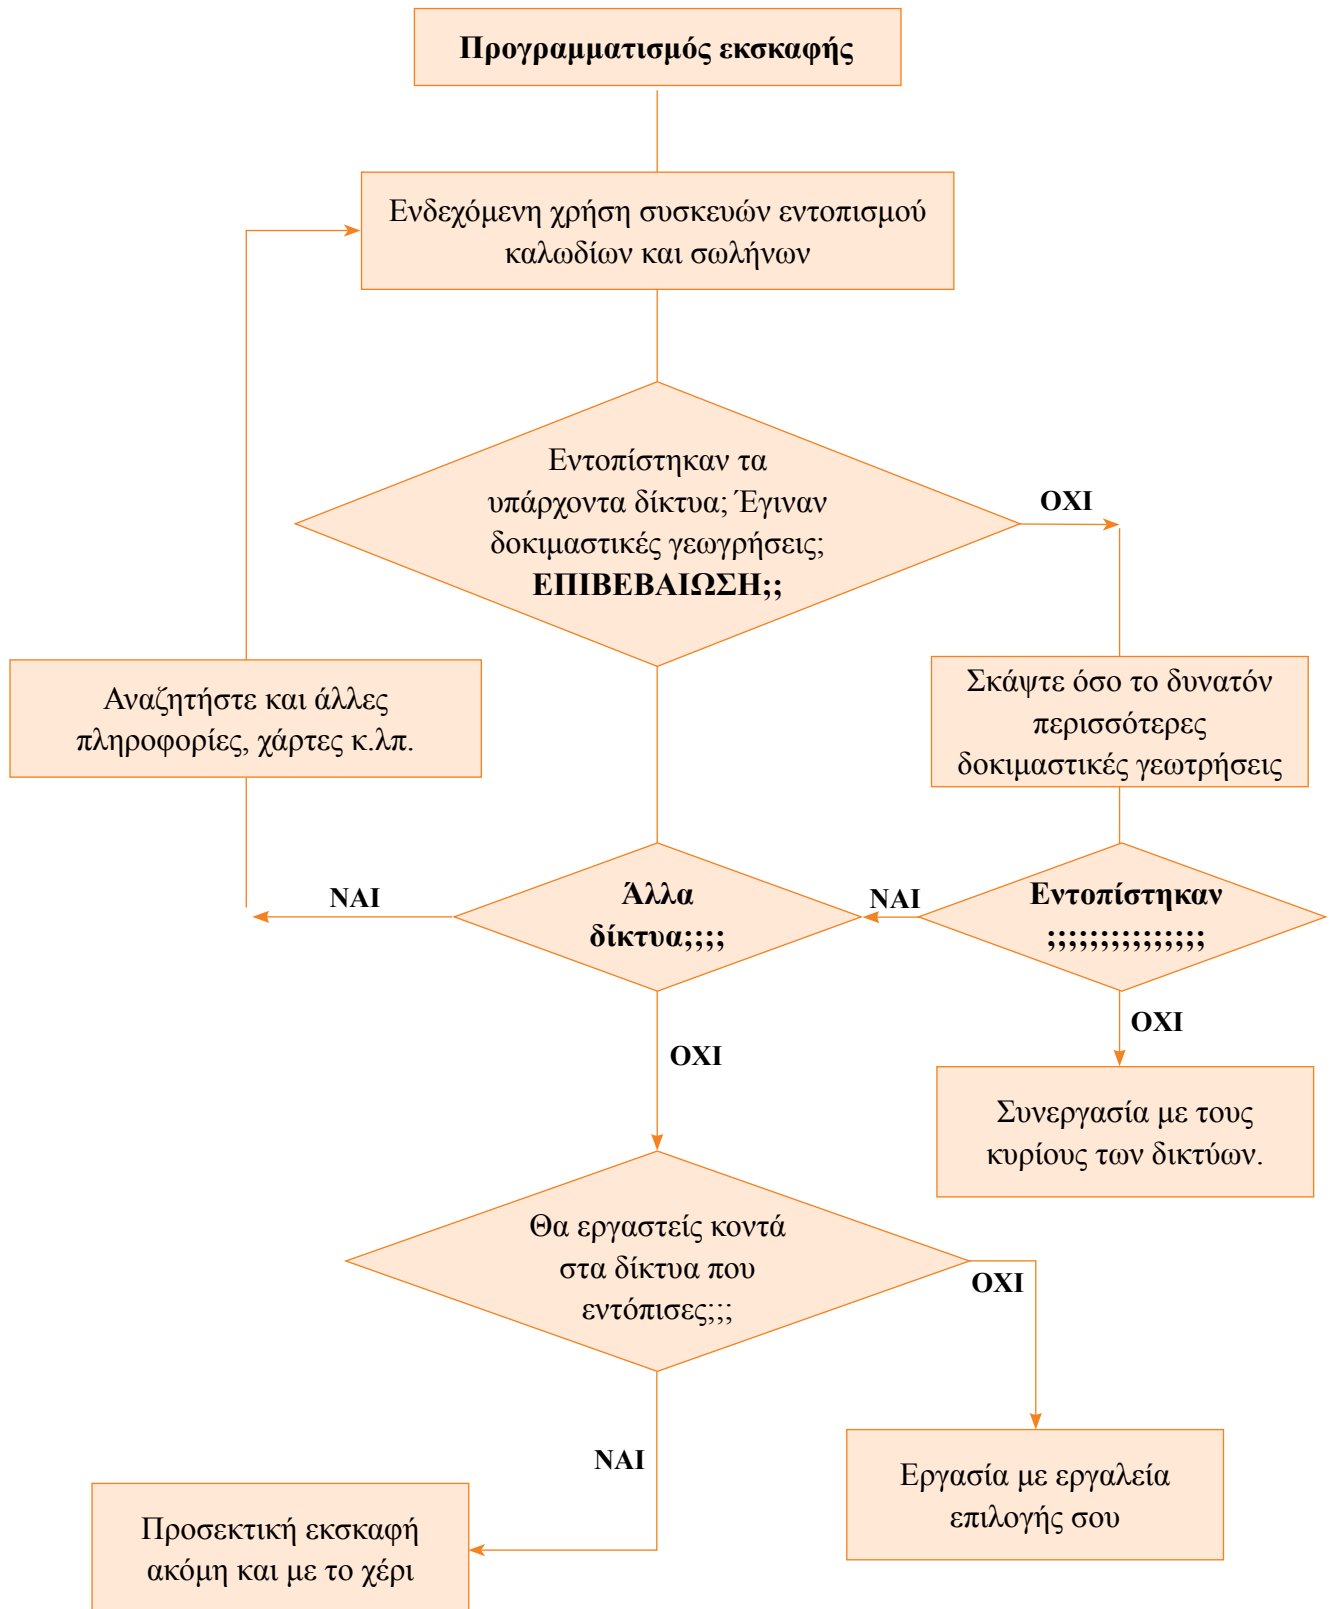 Προγραμματισμός εκσκαφής
Ενδεχόμενη χρήση συσκευών εντοπισμού
καλωδίων και σωλήνων
Εντοπίστηκαν τα
υπάρχοντα δίκτυα; Έγιναν
δοκιμαστικές γεωγρήσεις;
ΕΠΙΒΕΒΑΙΩΣΗ;;
ΟΧΙ
Αναζητήστε και άλλες
πληροφορίες, χάρτες κ.λπ.
Σκάψτε όσο το δυνατόν
περισσότερες
δοκιμαστικές γεωτρήσεις
ΝΑΙ
Άλλα
δίκτυα;;;;
ΝΑΙ
Εντοπίστηκαν
;;;;;;;;;;;;;;;
ΟΧΙ
ΟΧΙ
Συνεργασία με τους
κυρίους των δικτύων.
Θα εργαστείς κοντά
στα δίκτυα που
εντόπισες;;;
ΟΧΙ
ΝΑΙ
Εργασία με εργαλεία
επιλογής σου
Προσεκτική εκσκαφή
ακόμη και με το χέρι